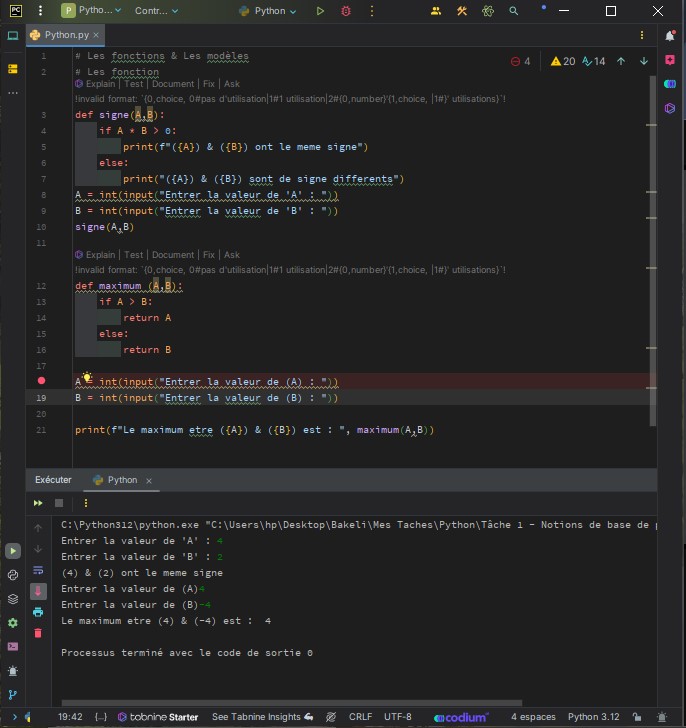 PC P Pytho... Contr... Python
Python.py
4 20 14
1 # Les fonctions & Les modèles
2 # Les fonction
Explain | Test | Document | Fix | Ask
!invalid format: `{0,choice, 0#pas d'utilisation|1#1 utilisation|2#{0,number}'{1,choice, |1#}' utilisations}`!
3 def signe(A,B):
4 if A * B > 0:
5 print(f"({A}) & ({B}) ont le meme signe")
6 else:
7 print("({A}) & ({B}) sont de signe differents")
8 A = int(input("Entrer la valeur de 'A' : "))
9 B = int(input("Entrer la valeur de 'B' : "))
10 signe(A,B)
11
Explain | Test | Document | Fix | Ask
!invalid format: `{0,choice, 0#pas d'utilisation|1#1 utilisation|2#{0,number}'{1,choice, |1#}' utilisations}`!
12 def maximum (A,B):
13 if A > B:
14 return A
15 else:
16 return B
17
A = int(input("Entrer la valeur de (A) : "))
19 B = int(input("Entrer la valeur de (B) : "))
20
21 print(f"Le maximum etre ({A}) & ({B}) est : ", maximum(A,B))
Exécuter Python
C:\Python312\python.exe "C:\Users\hp\Desktop\Bakeli\Mes Taches\Python\Tâche 1 - Notions de base de p
Entrer la valeur de 'A' : 4
Entrer la valeur de 'B' : 2
(4) & (2) ont le meme signe
Entrer la valeur de (A)4
Entrer la valeur de (B)-4
Le maximum etre (4) & (-4) est :  4
Processus terminé avec le code de sortie 0
19:42 {..} tabnine Starter See Tabnine Insights CRLF UTF-8 codium 4 espaces Python 3.12